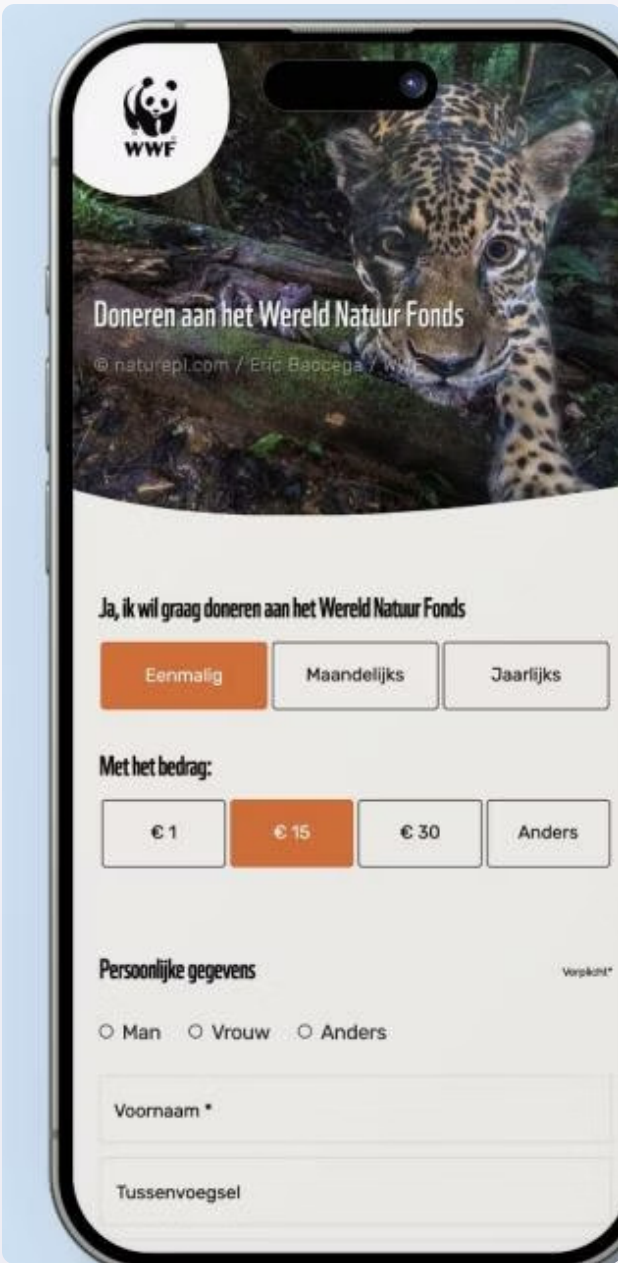 WWF
Doneren aan het Wereld Natuur Fonds
© naturepl.com / Eric Baccega / WWF
Ja, ik wil graag doneren aan het Wereld Natuur Fonds
Eenmalig Maandelijks Jaarlijks
Met het bedrag:
€ 1 € 15 € 30 Anders
Persoonlijke gegevens Verplicht*
Man Vrouw Anders
Voornaam *
Tussenvoegsel